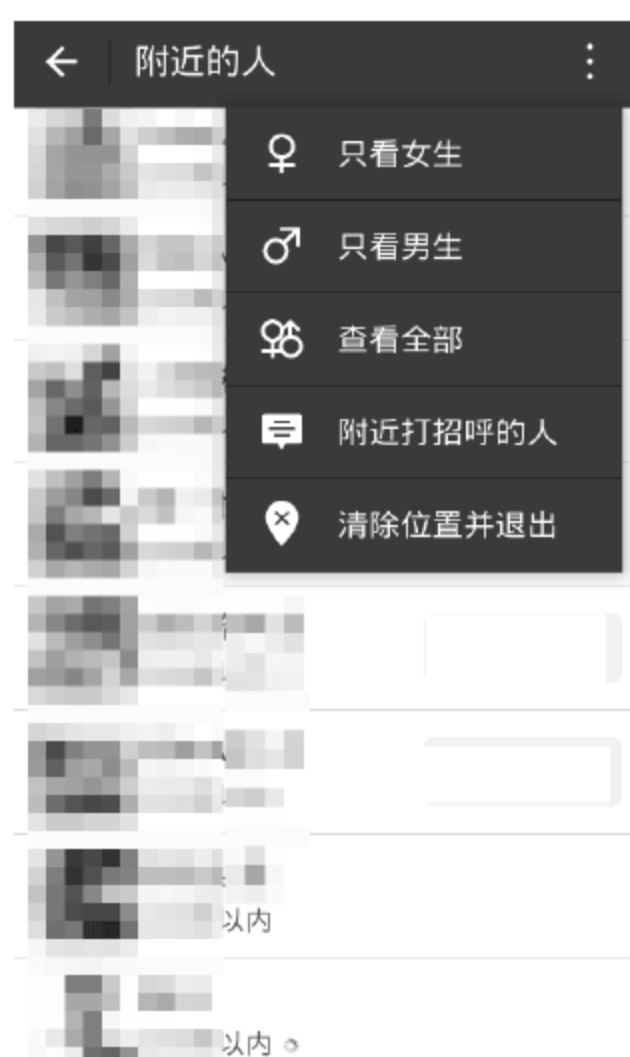 附近的人
只看女生
只看男生
查看全部
附近打招呼的人
清除位置并退出
以内
以内